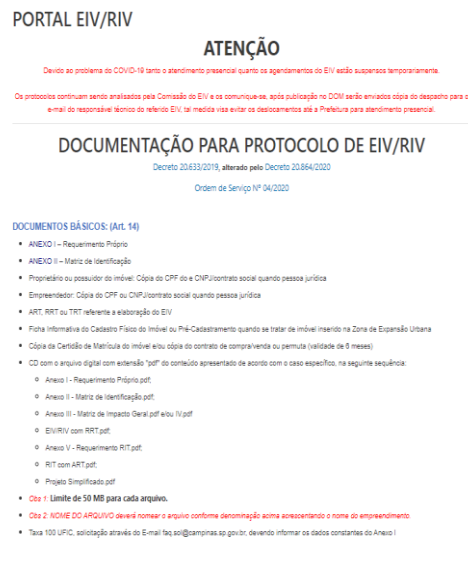 PORTAL EIV/RIV
ATENÇÃO
Devido ao problema do COVID-19 tanto o atendimento presencial quanto os agendamentos do EIV estão suspensos temporariamente.
Os protocolos continuam sendo analisados pela Comissão do EIV e os comunique-se, após publicação no DOM serão enviados cópia do despacho para o
e-mail do responsável técnico do referido EIV, tal medida visa evitar os deslocamentos até a Prefeitura para atendimento presencial.
DOCUMENTAÇÃO PARA PROTOCOLO DE EIV/RIV
Decreto 20.633/2019, alterado pelo Decreto 20.864/2020
Ordem de Serviço Nº 04/2020
DOCUMENTOS BÁSICOS: (Art. 14)
ANEXO I – Requerimento Próprio
ANEXO II – Matriz de Identificação
Proprietário ou possuidor do imóvel: Cópia do CPF do e CNPJ/contrato social quando pessoa jurídica
Empreendedor: Cópia do CPF ou CNPJ/contrato social quando pessoa jurídica
ART, RRT ou TRT referente a elaboração do EIV
Ficha Informativa do Cadastro Físico do Imóvel ou Pré-Cadastramento quando se tratar de imóvel inserido na Zona de Expansão Urbana
Cópia da Certidão de Matrícula do imóvel e/ou cópia do contrato de compra/venda ou permuta (validade de 6 meses)
CD com o arquivo digital com extensão "pdf" do conteúdo apresentado de acordo com o caso específico, na seguinte sequência:
Anexo I - Requerimento Próprio.pdf;
Anexo II - Matriz de Identificação.pdf;
Anexo III - Matriz de Impacto Geral.pdf e/ou IV.pdf
EIV/RIV com RRT.pdf;
Anexo V - Requerimento RIT.pdf;
RIT com ART.pdf;
Projeto Simplificado.pdf
Obs 1: Limite de 50 MB para cada arquivo.
Obs 2: NOME DO ARQUIVO deverá nomear o arquivo conforme denominação acima acrescentando o nome do empreendimento.
Taxa 100 UFIC, solicitação através do E-mail faq.sol@campinas.sp.gov.br, devendo informar os dados constantes do Anexo I